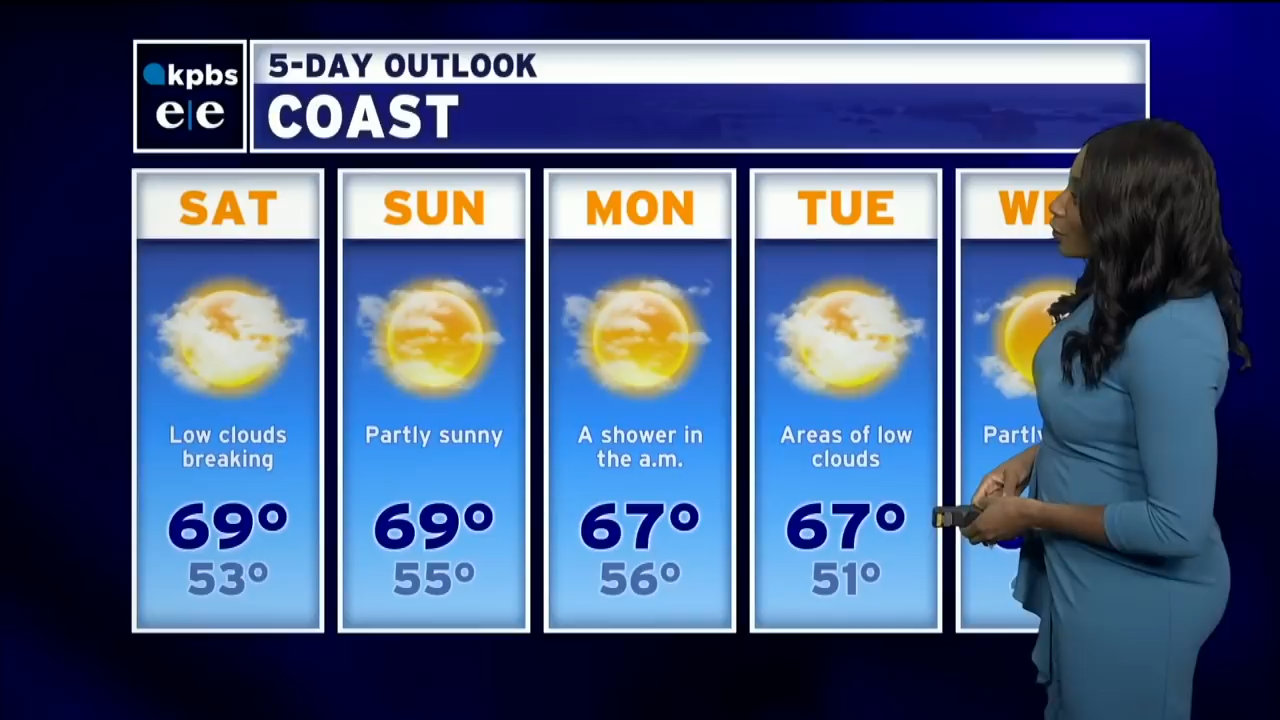 kpbs
e|e
5-DAY OUTLOOK
COAST
SAT
SUN
MON
TUE
Low clouds
breaking
69°
53°
Partly sunny
69°
55°
A shower in
the a.m.
67°
56°
Areas of low
clouds
67°
51°